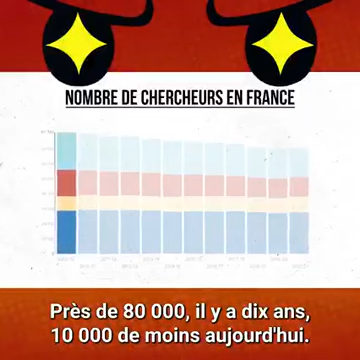 NOMBRE DE CHERCHEURS EN FRANCE
Près de 80 000, il y a dix ans,
10 000 de moins aujourd'hui.